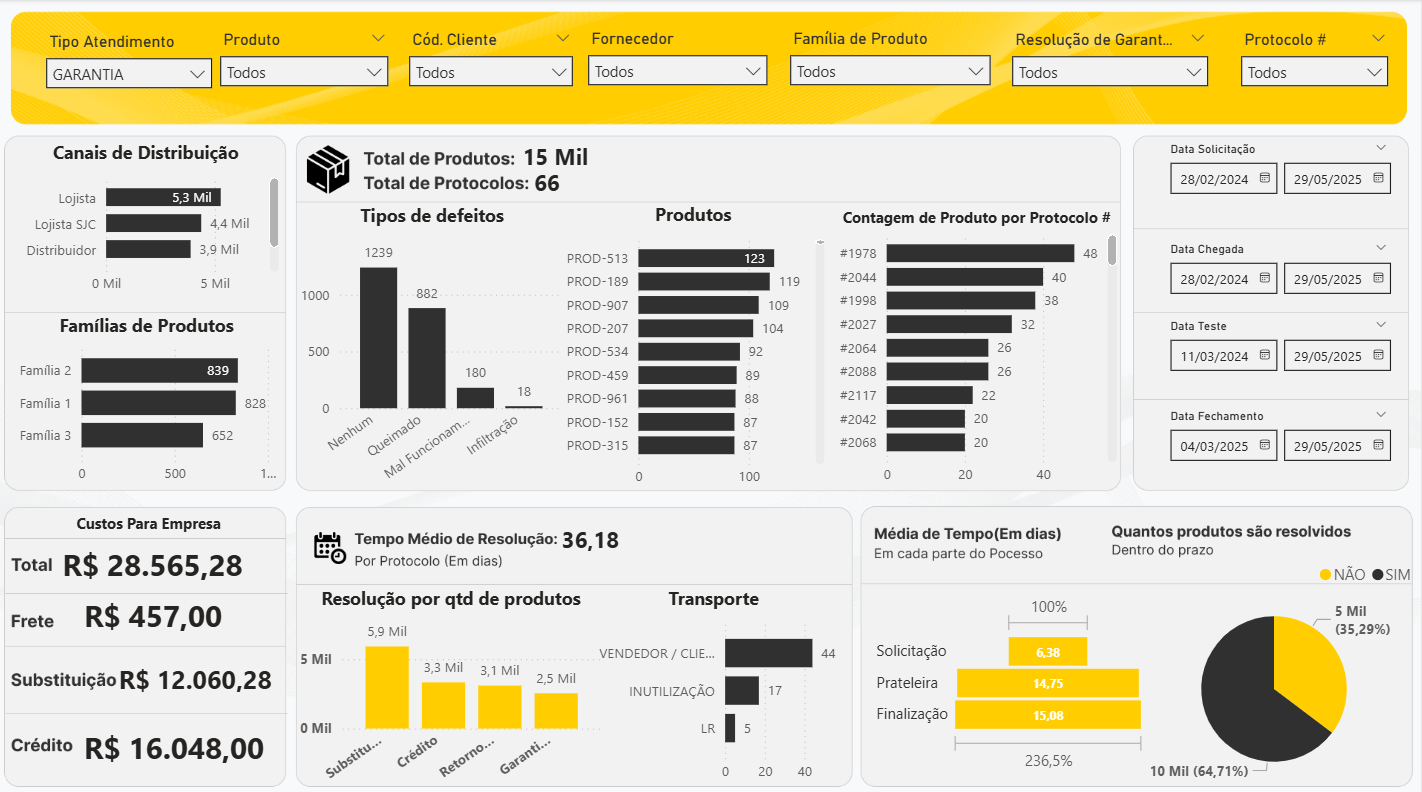 Tipo Atendimento
GARANTIA
Produto
Todos
Cód. Cliente
Todos
Fornecedor
Todos
Família de Produto
Todos
Resolução de Garant...
Todos
Protocolo #
Todos
Canais de Distribuição
Lojista 5,3 Mil
Lojista SJC 4,4 Mil
Distribuidor 3,9 Mil
0 Mil 5 Mil
Famílias de Produtos
Família 2 839
Família 1 828
Família 3 652
0 500 1...
Total de Produtos: 15 Mil
Total de Protocolos: 66
Tipos de defeitos
1239
882
180
18
1000
500
0
Nenhum
Queimado
Mal Funcionam...
Infiltração
Produtos
PROD-513 123
PROD-189 119
PROD-907 109
PROD-207 104
PROD-534 92
PROD-459 89
PROD-961 88
PROD-152 87
PROD-315 87
0 100
Contagem de Produto por Protocolo #
#1978 48
#2044 40
#1998 38
#2027 32
#2064 26
#2088 26
#2117 22
#2042 20
#2068 20
0 20 40
Data Solicitação
28/02/2024 29/05/2025
Data Chegada
28/02/2024 29/05/2025
Data Teste
11/03/2024 29/05/2025
Data Fechamento
04/03/2025 29/05/2025
Custos Para Empresa
Total R$ 28.565,28
Frete R$ 457,00
Substituição R$ 12.060,28
Crédito R$ 16.048,00
Tempo Médio de Resolução: 36,18
Por Protocolo (Em dias)
Resolução por qtd de produtos
5,9 Mil
3,3 Mil
3,1 Mil
2,5 Mil
5 Mil
0 Mil
Substitu...
Crédito
Retorno...
Garanti...
Transporte
VENDEDOR / CLIE... 44
INUTILIZAÇÃO 17
LR 5
0 20 40
Média de Tempo(Em dias)
Em cada parte do Pocesso
100%
Solicitação 6,38
Prateleira 14,75
Finalização 15,08
236,5%
Quantos produtos são resolvidos
Dentro do prazo
NÃO SIM
5 Mil
(35,29%)
10 Mil (64,71%)